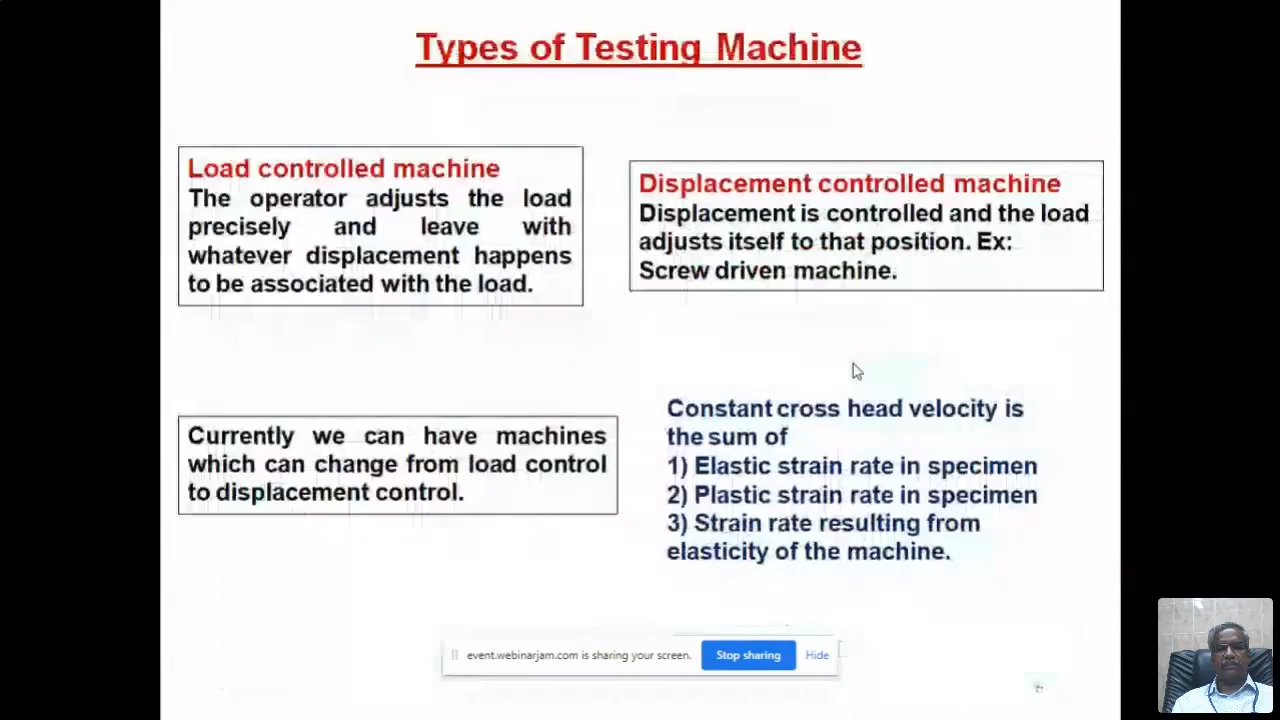 Types of Testing Machine
Load controlled machine
The operator adjusts the load
precisely and leave with
whatever displacement happens
to be associated with the load.
Displacement controlled machine
Displacement is controlled and the load
adjusts itself to that position. Ex:
Screw driven machine.
Currently we can have machines
which can change from load control
to displacement control.
Constant cross head velocity is
the sum of
1) Elastic strain rate in specimen
2) Plastic strain rate in specimen
3) Strain rate resulting from
elasticity of the machine.
event.webinarjam.com is sharing your screen. Stop sharing Hide